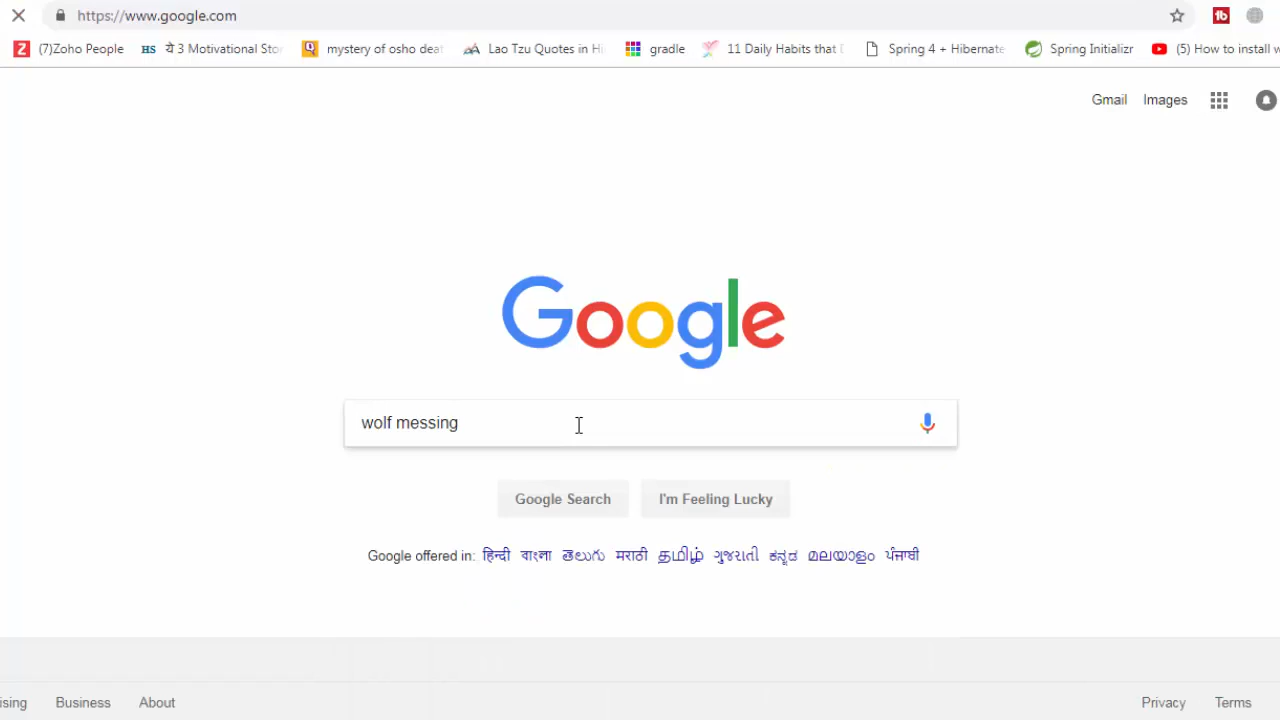 https://www.google.com
(7)Zoho People HS ये 3 Motivational Stor mystery of osho deat Lao Tzu Quotes in Hi gradle 11 Daily Habits that Spring 4 + Hibernate Spring Initializr (5) How to install w
Gmail Images
Google
wolf messing
Google Search I'm Feeling Lucky
Google offered in: हिन्दी বাংলা తెలుగు मराठी தமிழ் ગુજરાતી ಕನ್ನಡ മലയാളം ਪੰਜਾਬੀ
ising Business About Privacy Terms